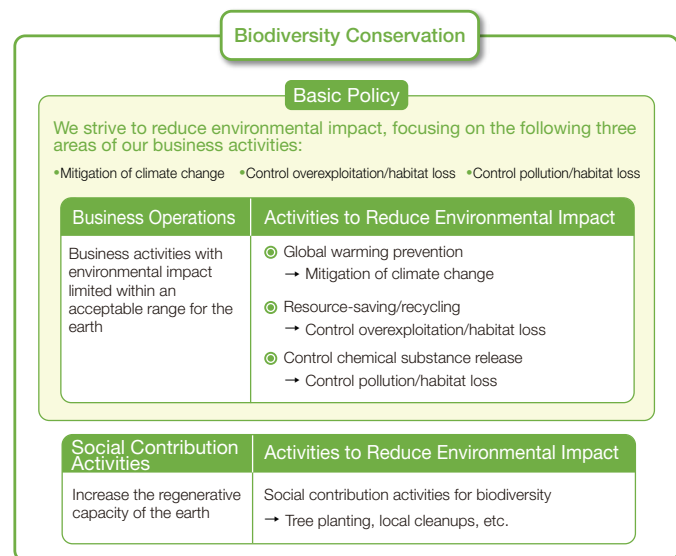 Biodiversity Conservation
Basic Policy
We strive to reduce environmental impact, focusing on the following three
areas of our business activities:
•Mitigation of climate change •Control overexploitation/habitat loss •Control pollution/habitat loss
Business Operations
Activities to Reduce Environmental Impact
Business activities with
environmental impact
limited within an
acceptable range for the
earth
Global warming prevention
→ Mitigation of climate change
Resource-saving/recycling
→ Control overexploitation/habitat loss
Control chemical substance release
→ Control pollution/habitat loss
Social Contribution
Activities
Activities to Reduce Environmental Impact
Increase the regenerative
capacity of the earth
Social contribution activities for biodiversity
→ Tree planting, local cleanups, etc.